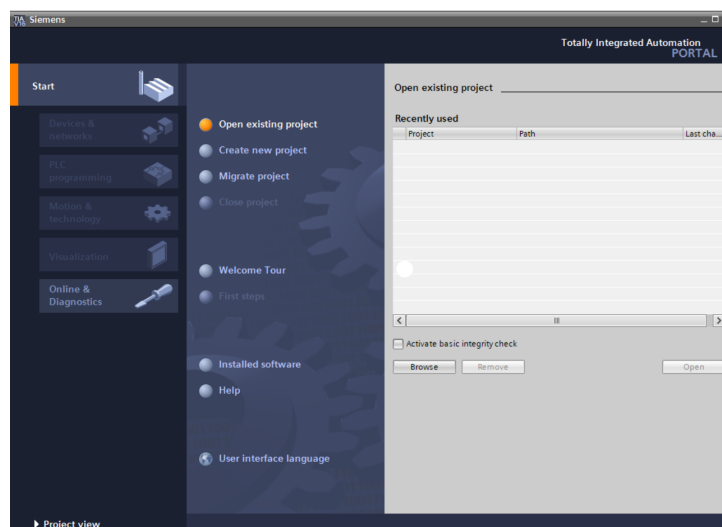 TIA
V16
Siemens
Totally Integrated Automation
PORTAL
Start
Devices &
networks
PLC
programming
Motion &
technology
Visualization
Online &
Diagnostics
Open existing project
Create new project
Migrate project
Close project
Welcome Tour
First steps
Installed software
Help
User interface language
Open existing project
Recently used
Project Path Last cha...
Activate basic integrity check
Browse Remove Open
Project view